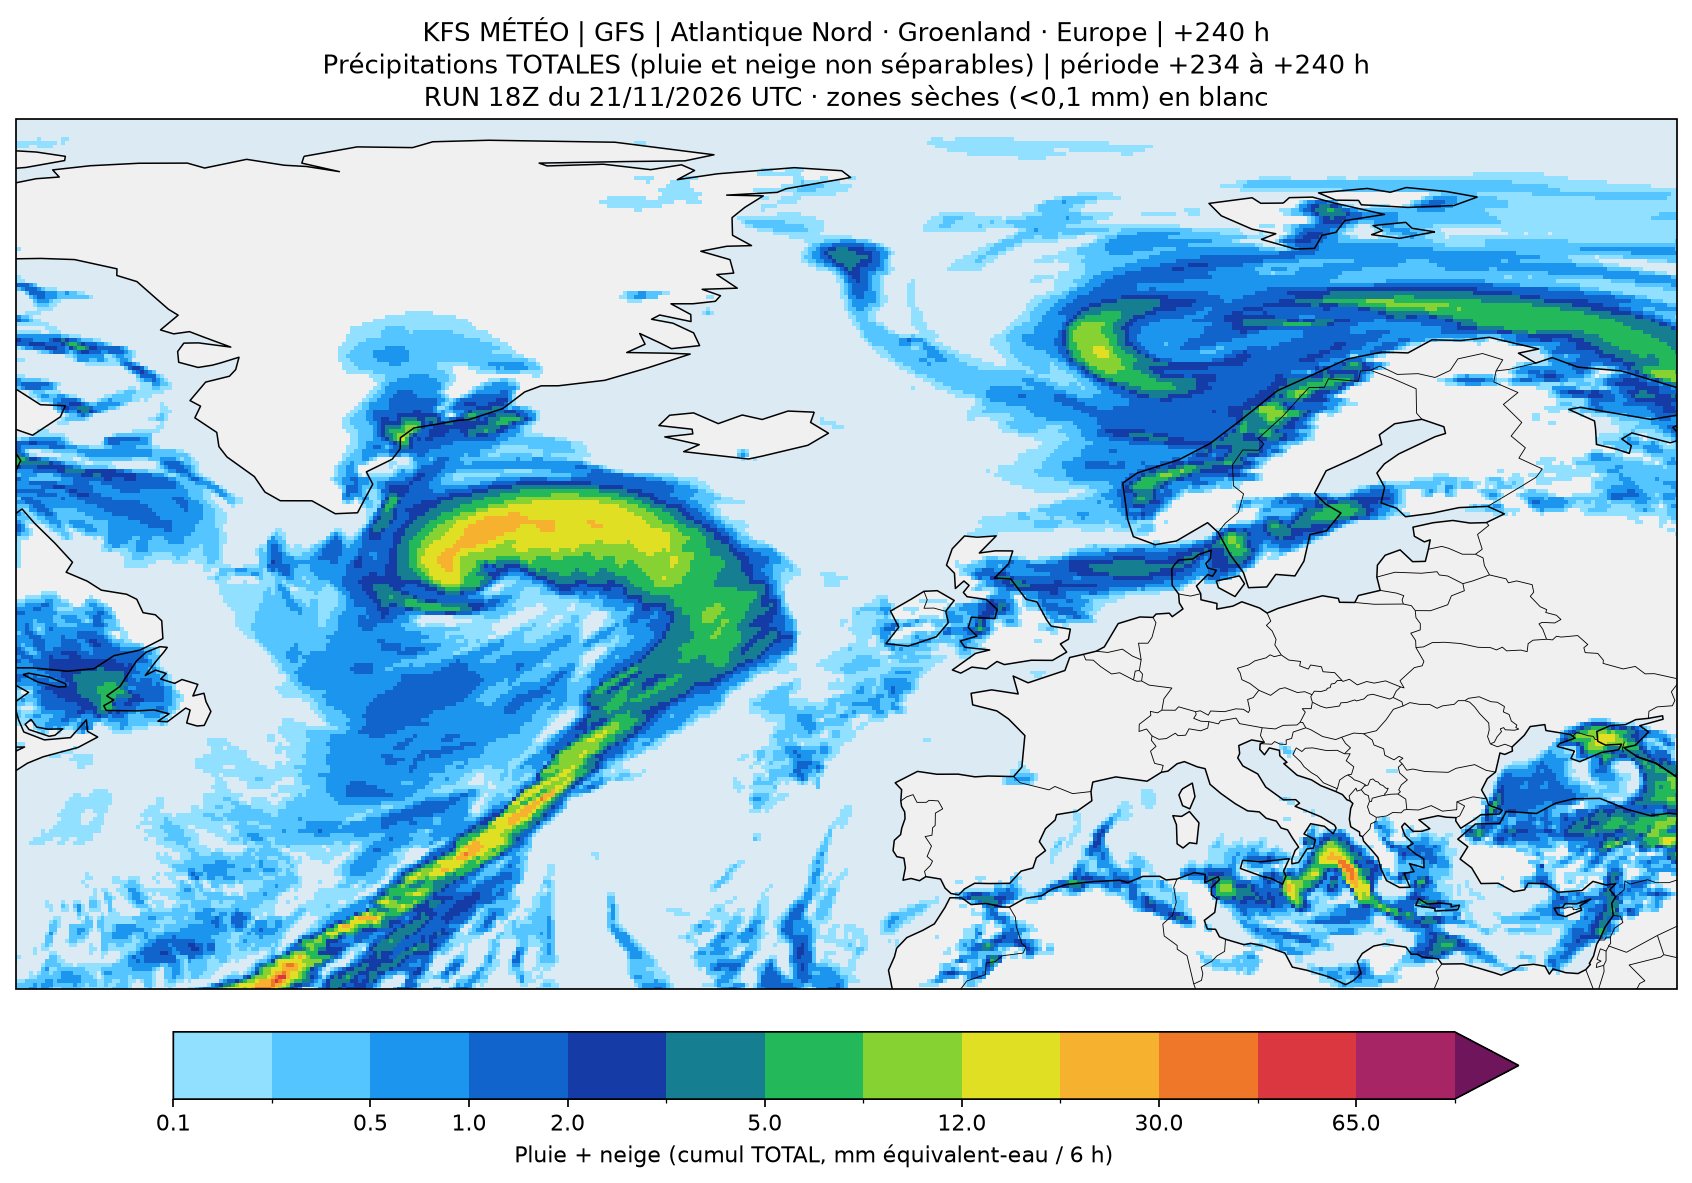 KFS MÉTÉO | GFS | Atlantique Nord · Groenland · Europe | +240 h
Précipitations TOTALES (pluie et neige non séparables) | période +234 à +240 h
RUN 18Z du 21/11/2026 UTC · zones sèches (<0,1 mm) en blanc
0.1 0.5 1.0 2.0 5.0 12.0 30.0 65.0
Pluie + neige (cumul TOTAL, mm équivalent-eau / 6 h)